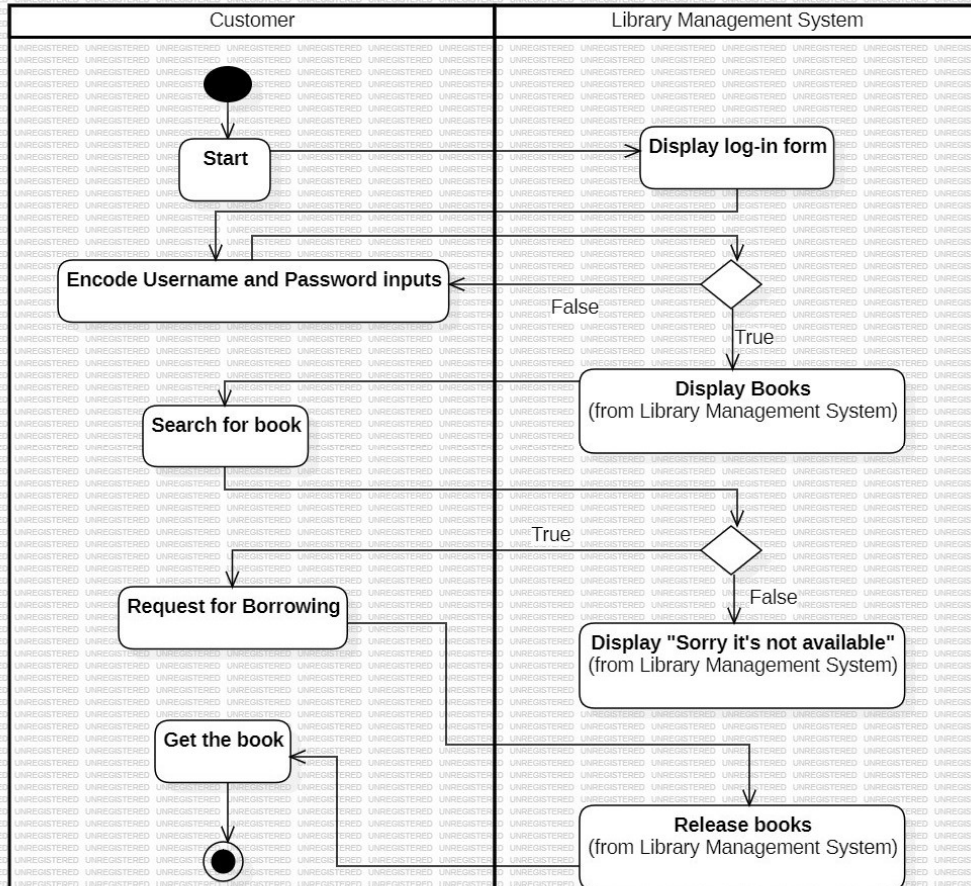 Customer
Library Management System
Start
Display log-in form
Encode Username and Password inputs
False
True
Display Books
(from Library Management System)
Search for book
True
False
Request for Borrowing
Display "Sorry it's not available"
(from Library Management System)
Get the book
Release books
(from Library Management System)
UNREGISTERED